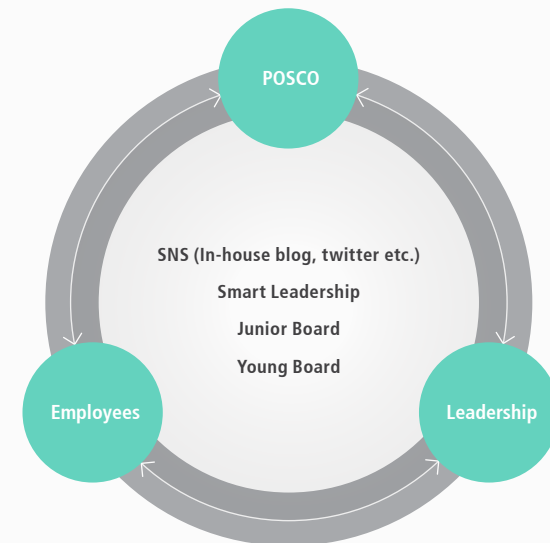 POSCO
SNS (In-house blog, twitter etc.)
Smart Leadership
Junior Board
Young Board
Employees
Leadership